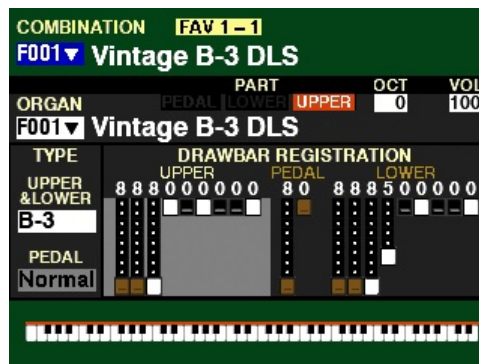 COMBINATION FAV 1-1
F001▼ Vintage B-3 DLS
PART OCT VOL
ORGAN PEDAL LOWER UPPER 0 100
F001▼ Vintage B-3 DLS
TYPE DRAWBAR REGISTRATION
UPPER PEDAL LOWER
UPPER 888000000 80 888500000
&LOWER
B-3
PEDAL
Normal